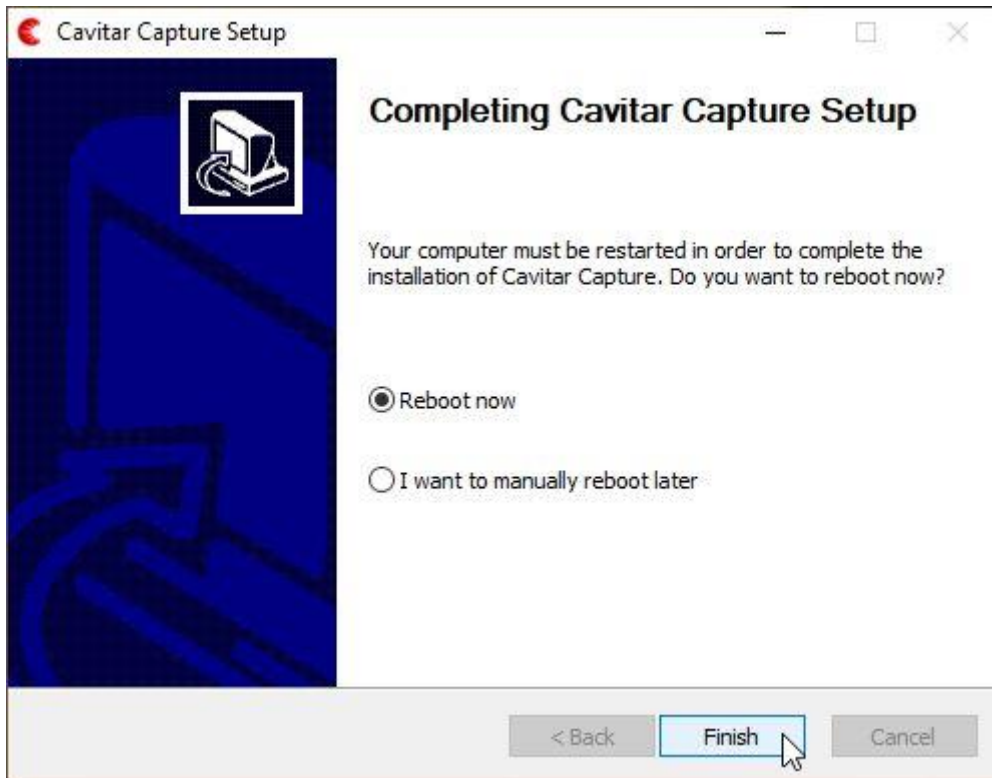 Cavitar Capture Setup
Completing Cavitar Capture Setup
Your computer must be restarted in order to complete the
installation of Cavitar Capture. Do you want to reboot now?
Reboot now
I want to manually reboot later
< Back
Finish
Cancel